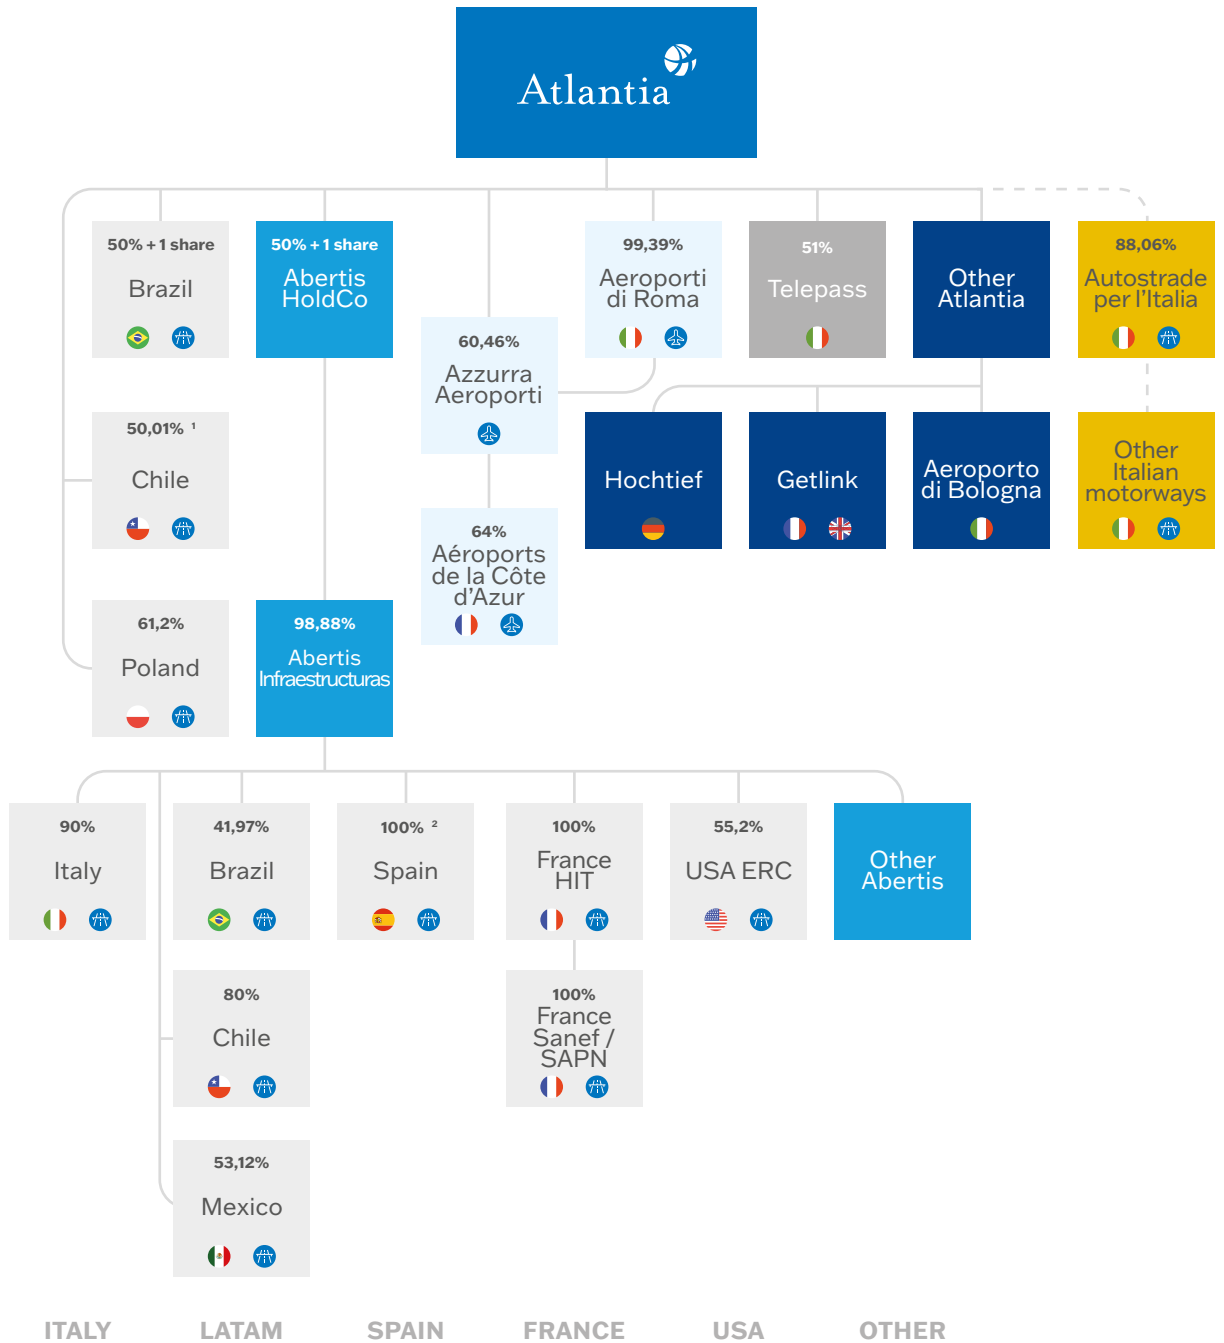 Atlantia
50% + 1 share
Brazil
50% + 1 share
Abertis
HoldCo
99,39%
Aeroporti
di Roma
51%
Telepass
Other
Atlantia
88,06%
Autostrade
per l'Italia
60,46%
Azzurra
Aeroporti
50,01% 1
Chile
Hochtief
Getlink
Aeroporto
di Bologna
Other
Italian
motorways
64%
Aéroports
de la Côte
d'Azur
61,2%
Poland
98,88%
Abertis
Infraestructuras
90%
Italy
41,97%
Brazil
100% 2
Spain
100%
France
HIT
55,2%
USA ERC
Other
Abertis
80%
Chile
100%
France
Sanef /
SAPN
53,12%
Mexico
ITALY
LATAM
SPAIN
FRANCE
USA
OTHER